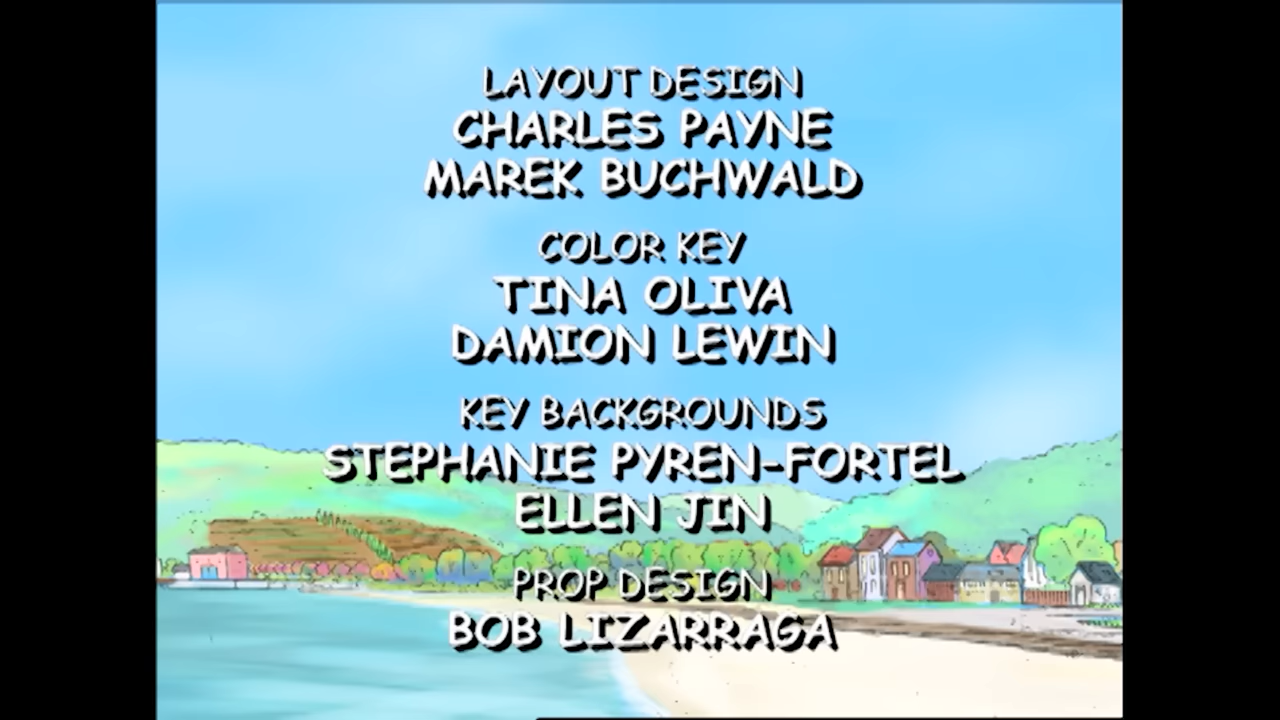 LAYOUT DESIGN
CHARLES PAYNE
MAREK BUCHWALD
COLOR KEY
TINA OLIVA
DAMION LEWIN
KEY BACKGROUNDS
STEPHANIE PYREN-FORTEL
ELLEN JIN
PROP DESIGN
BOB LIZARRAGA